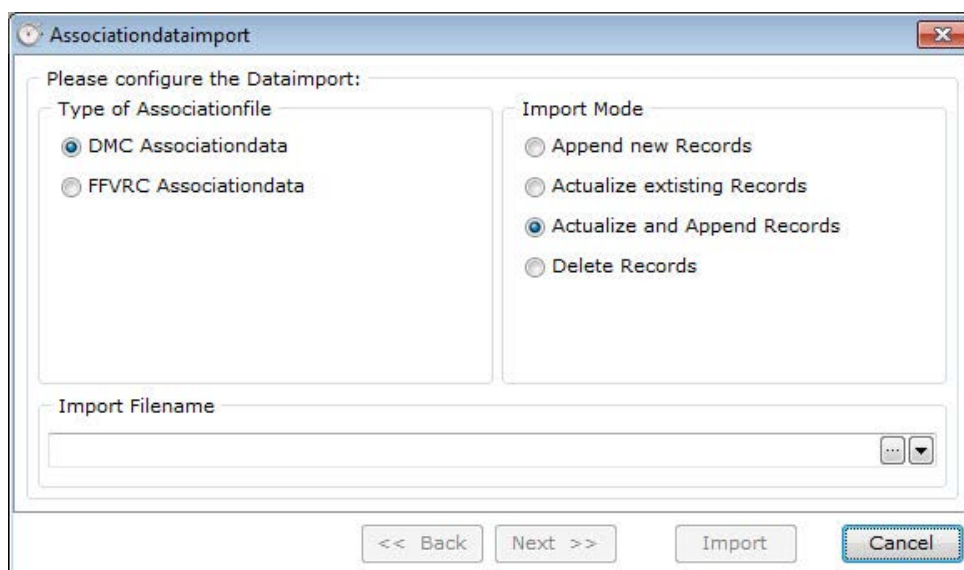 Associationdataimport
Please configure the Dataimport:
Type of Associationfile
DMC Associationdata
FFVRC Associationdata
Import Mode
Append new Records
Actualize extisting Records
Actualize and Append Records
Delete Records
Import Filename
...
<< Back
Next >>
Import
Cancel